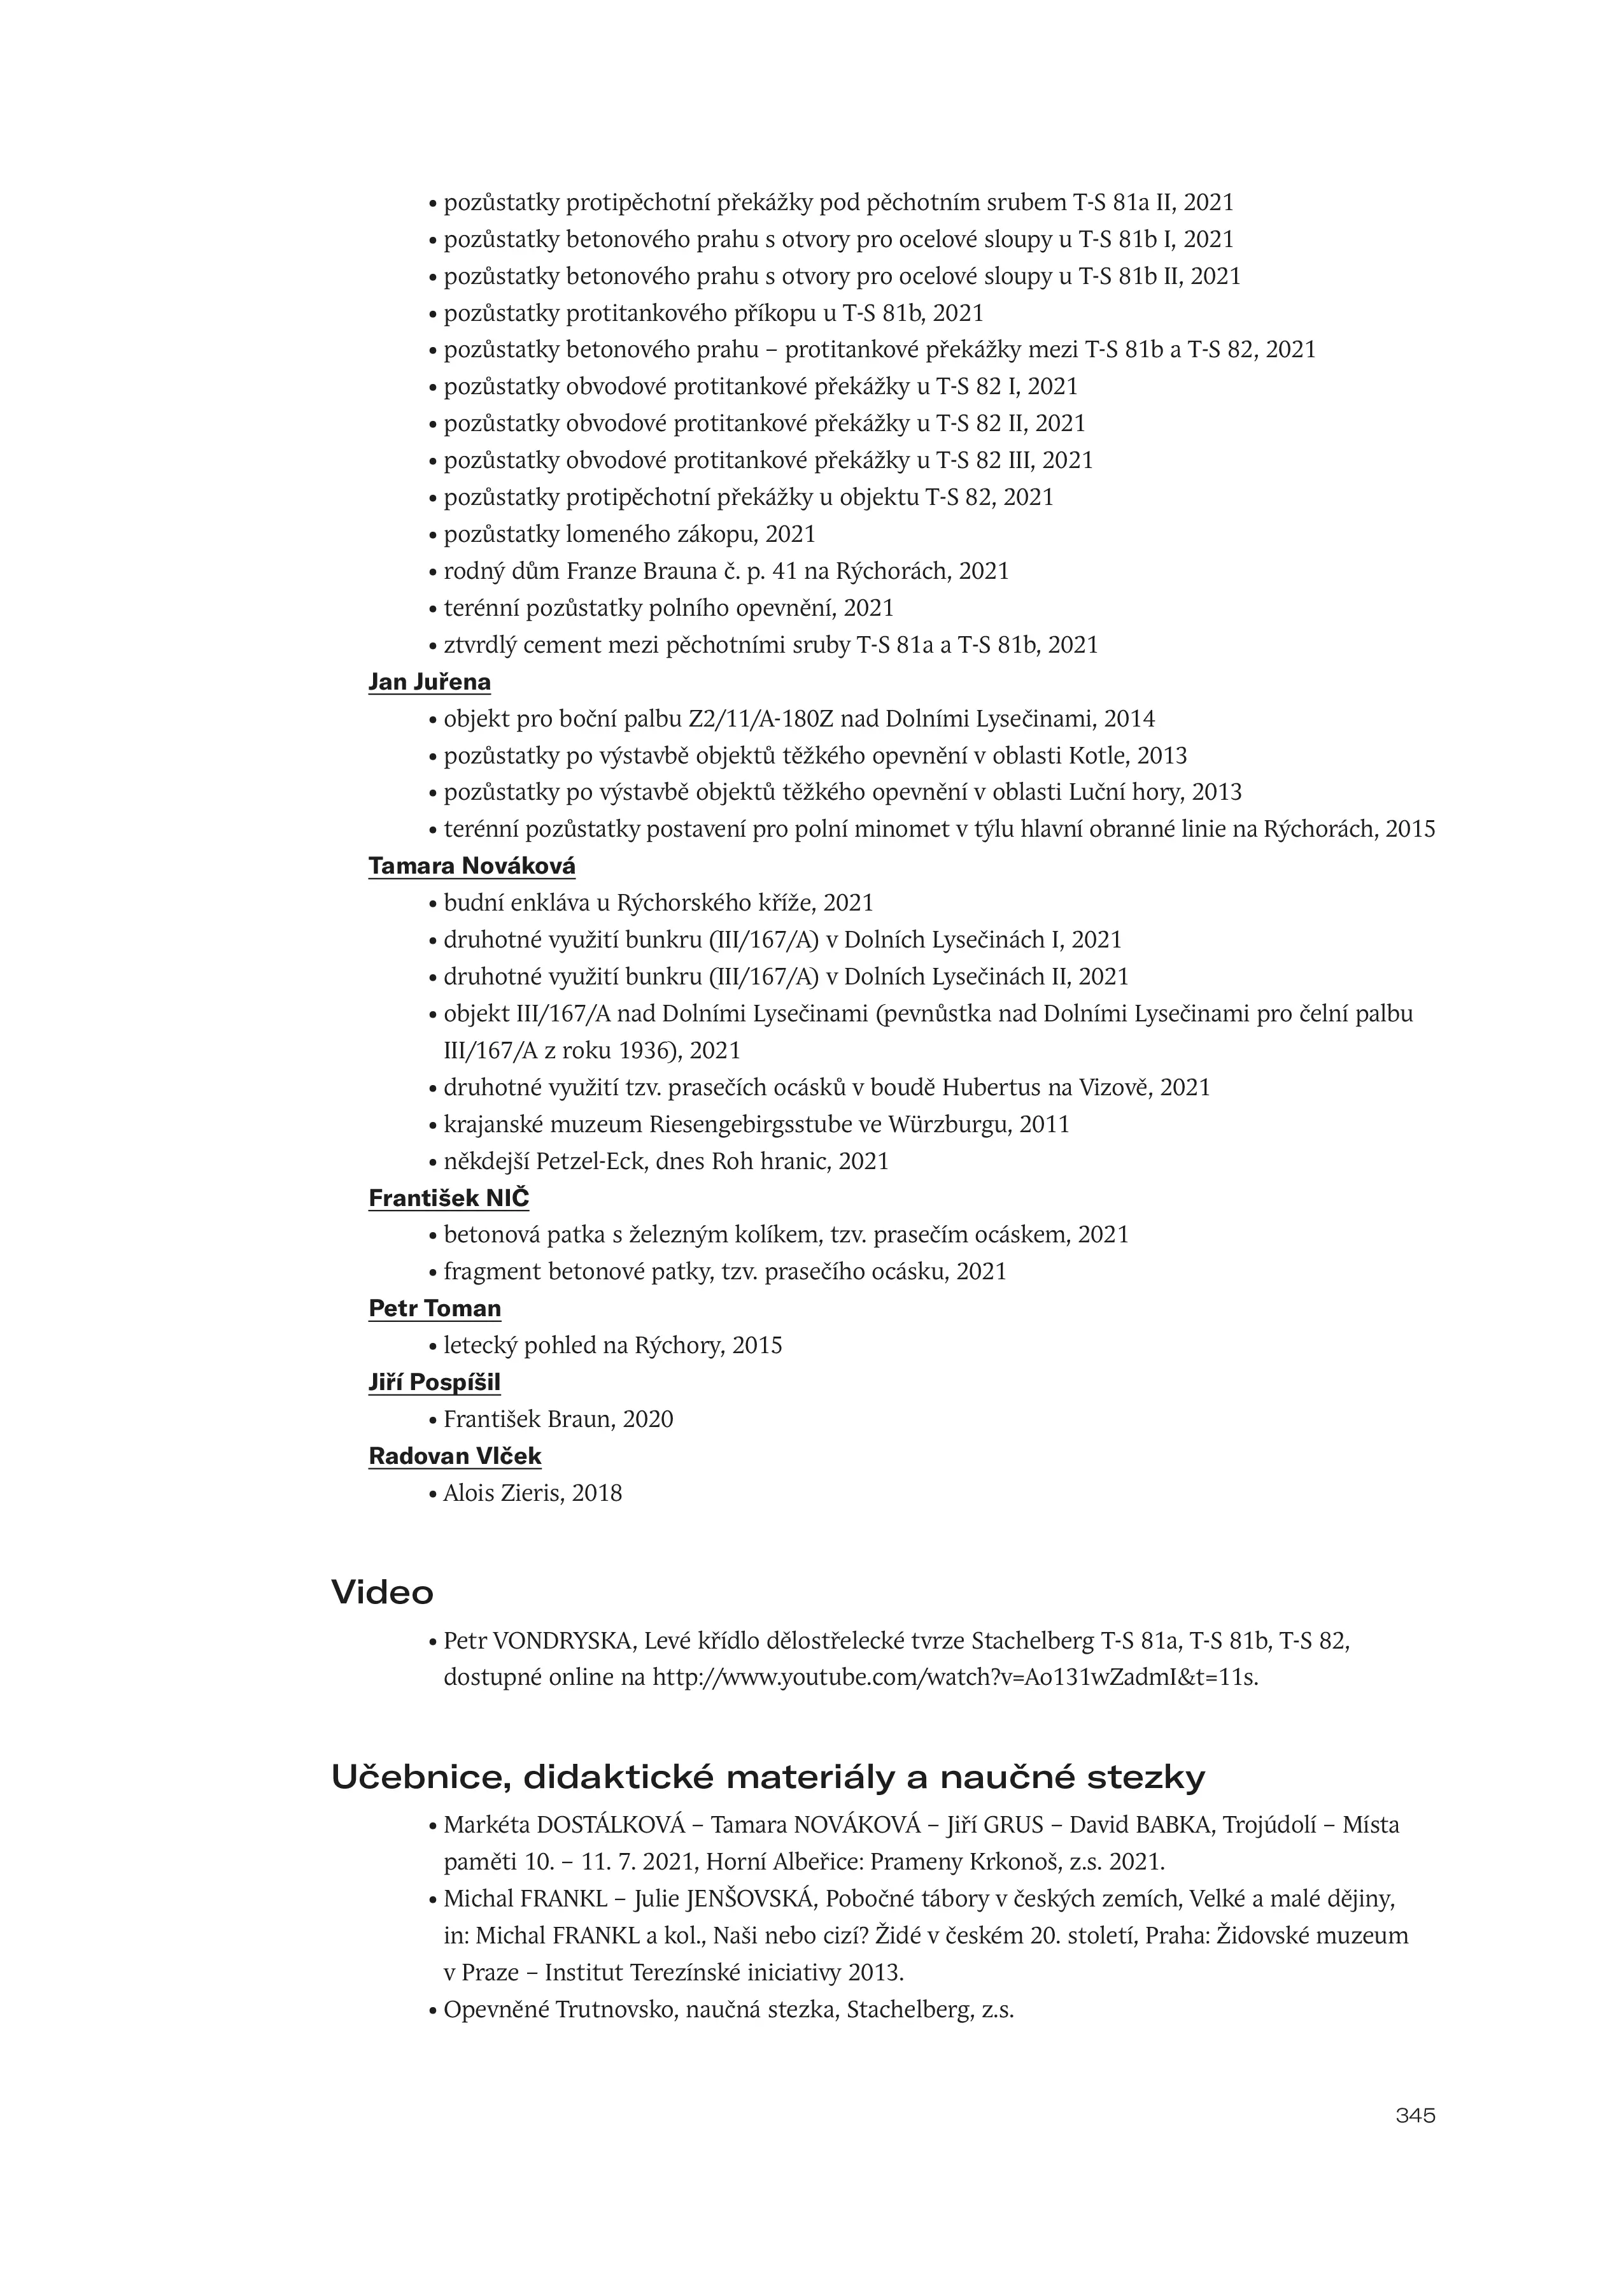 • pozůstatky protipěchotní překážky pod pěchotním srubem T-S 81a II, 2021
• pozůstatky betonového prahu s otvory pro ocelové sloupy u T-S 81b I, 2021
• pozůstatky betonového prahu s otvory pro ocelové sloupy u T-S 81b II, 2021
• pozůstatky protitankového příkopu u T-S 81b, 2021
• pozůstatky betonového prahu – protitankové překážky mezi T-S 81b a T-S 82, 2021
• pozůstatky obvodové protitankové překážky u T-S 82 I, 2021
• pozůstatky obvodové protitankové překážky u T-S 82 II, 2021
• pozůstatky obvodové protitankové překážky u T-S 82 III, 2021
• pozůstatky protipěchotní překážky u objektu T-S 82, 2021
• pozůstatky lomeného zákopu, 2021
• rodný dům Franze Brauna č. p. 41 na Rýchorách, 2021
• terénní pozůstatky polního opevnění, 2021
• ztvrdlý cement mezi pěchotními sruby T-S 81a a T-S 81b, 2021
Jan Juřena
• objekt pro boční palbu Z2/11/A-180Z nad Dolními Lysečinami, 2014
• pozůstatky po výstavbě objektů těžkého opevnění v oblasti Kotle, 2013
• pozůstatky po výstavbě objektů těžkého opevnění v oblasti Luční hory, 2013
• terénní pozůstatky postavení pro polní minomet v týlu hlavní obranné linie na Rýchorách, 2015
Tamara Nováková
• budní enkláva u Rýchorského kříže, 2021
• druhotné využití bunkru (III/167/A) v Dolních Lysečinách I, 2021
• druhotné využití bunkru (III/167/A) v Dolních Lysečinách II, 2021
• objekt III/167/A nad Dolními Lysečinami (pevnůstka nad Dolními Lysečinami pro čelní palbu
III/167/A z roku 1936), 2021
• druhotné využití tzv. prasečích ocásků v boudě Hubertus na Vizově, 2021
• krajanské muzeum Riesengebirgsstube ve Würzburgu, 2011
• někdejší Petzel-Eck, dnes Roh hranic, 2021
František NIČ
• betonová patka s železným kolíkem, tzv. prasečím ocáskem, 2021
• fragment betonové patky, tzv. prasečího ocásku, 2021
Petr Toman
• letecký pohled na Rýchory, 2015
Jiří Pospíšil
• František Braun, 2020
Radovan Vlček
• Alois Zieris, 2018
Video
• Petr VONDRYSKA, Levé křídlo dělostřelecké tvrze Stachelberg T-S 81a, T-S 81b, T-S 82,
dostupné online na http://www.youtube.com/watch?v=Ao131wZadmI&t=11s.
Učebnice, didaktické materiály a naučné stezky
• Markéta DOSTÁLKOVÁ – Tamara NOVÁKOVÁ – Jiří GRUS – David BABKA, Trojúdolí – Místa
paměti 10. – 11. 7. 2021, Horní Albeřice: Prameny Krkonoš, z.s. 2021.
• Michal FRANKL – Julie JENŠOVSKÁ, Pobočné tábory v českých zemích, Velké a malé dějiny,
in: Michal FRANKL a kol., Naši nebo cizí? Židé v českém 20. století, Praha: Židovské muzeum
v Praze – Institut Terezínské iniciativy 2013.
• Opevněné Trutnovsko, naučná stezka, Stachelberg, z.s.
345